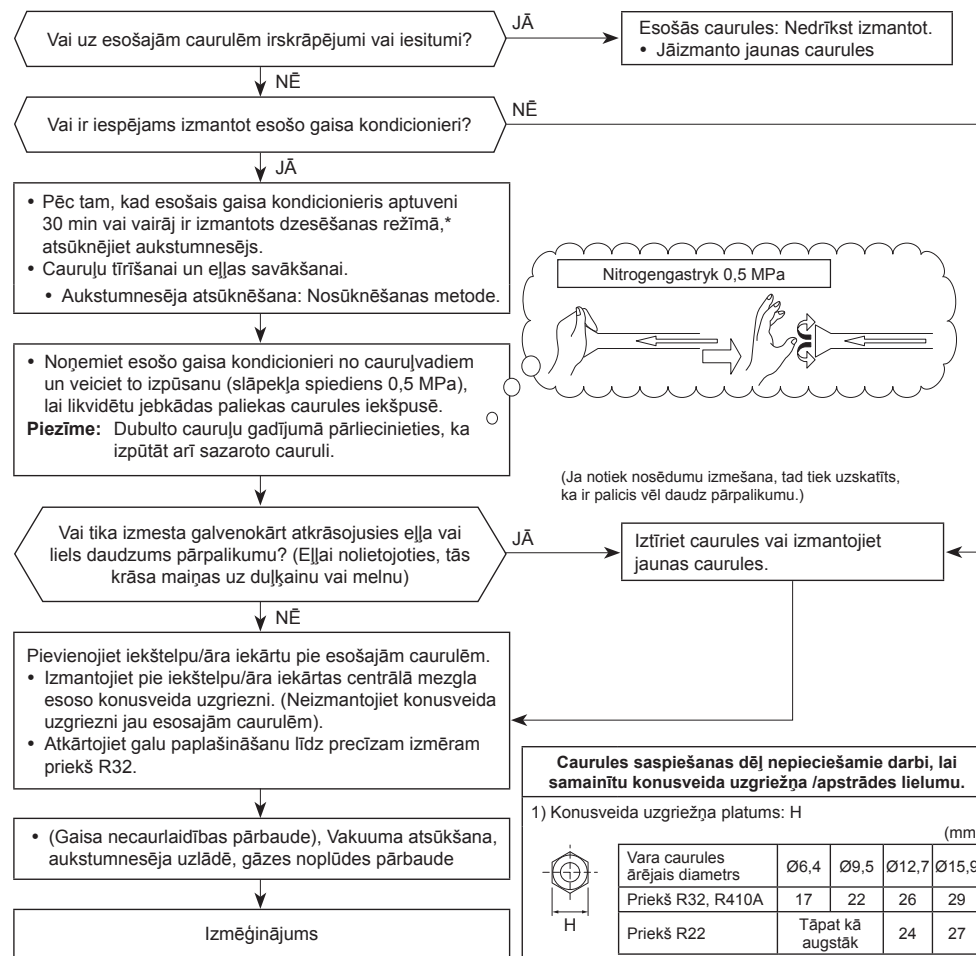 Vai uz esošajām caurulēm irskrāpējumi vai iesitumi?
JĀ
Esošās caurules: Nedrīkst izmantot.
• Jāizmanto jaunas caurules
NĒ
Vai ir iespējams izmantot esošo gaisa kondicionieri?
NĒ
JĀ
• Pēc tam, kad esošais gaisa kondicionieris aptuveni
30 min vai vairāj ir izmantots dzesēšanas režīmā,*
atsūknējiet aukstumnesējs.
• Cauruļu tīrīšanai un eļļas savākšanai.
• Aukstumnesēja atsūknēšana: Nosūknēšanas metode.
Nitrogengastryk 0,5 MPa
• Noņemiet esošo gaisa kondicionieri no cauruļvadiem
un veiciet to izpūsanu (slāpekļa spiediens 0,5 MPa),
lai likvidētu jebkādas paliekas caurules iekšpusē.
Piezīme: Dubulto cauruļu gadījumā pārliecinieties, ka
izpūtāt arī sazaroto cauruli.
(Ja notiek nosēdumu izmešana, tad tiek uzskatīts,
ka ir palicis vēl daudz pārpalikumu.)
Vai tika izmesta galvenokārt atkrāsojusies eļļa vai
liels daudzums pārpalikumu? (Eļļai nolietojoties, tās
krāsa maiņas uz duļkainu vai melnu)
JĀ
Iztīriet caurules vai izmantojiet
jaunas caurules.
NĒ
Pievienojiet iekštelpu/āra iekārtu pie esošajām caurulēm.
• Izmantojiet pie iekštelpu/āra iekārtas centrālā mezgla
esoso konusveida uzgriezni. (Neizmantojiet konusveida
uzgriezni jau esosajām caurulēm).
• Atkārtojiet galu paplašināšanu līdz precīzam izmēram
priekš R32.
• (Gaisa necaurlaidības pārbaude), Vakuuma atsūkšana,
aukstumnesēja uzlādē, gāzes noplūdes pārbaude
Izmēģinājums
Caurules saspiešanas dēļ nepieciešamie darbi, lai
samainītu konusveida uzgriežņa /apstrādes lielumu.
1) Konusveida uzgriežņa platums: H
(mm
H
Vara caurules
ārējais diametrs
Ø6,4 Ø9,5 Ø12,7 Ø15,9
Priekš R32, R410A 17 22 26 29
Priekš R22 Tāpat kā
augstāk 24 27